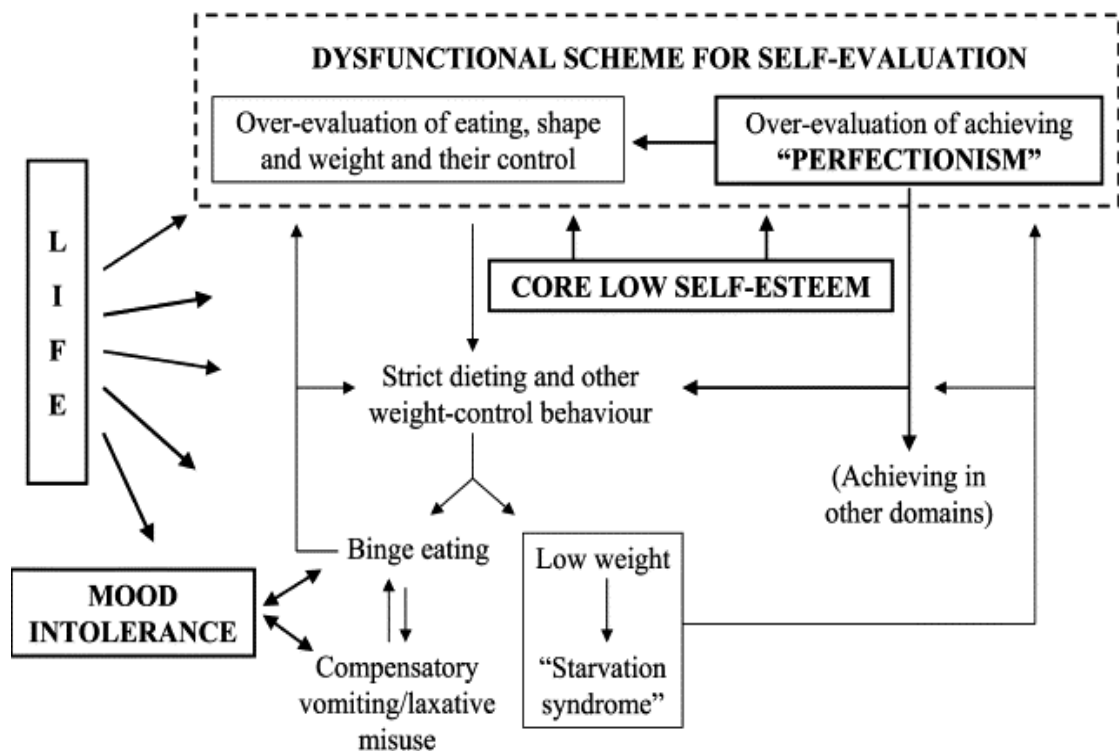 DYSFUNCTIONAL SCHEME FOR SELF-EVALUATION
Over-evaluation of eating, shape
and weight and their control
Over-evaluation of achieving
“PERFECTIONISM”
L
I
F
E
CORE LOW SELF-ESTEEM
Strict dieting and other
weight-control behaviour
(Achieving in
other domains)
Binge eating
Low weight
MOOD
INTOLERANCE
Compensatory
vomiting/laxative
misuse
“Starvation
syndrome”